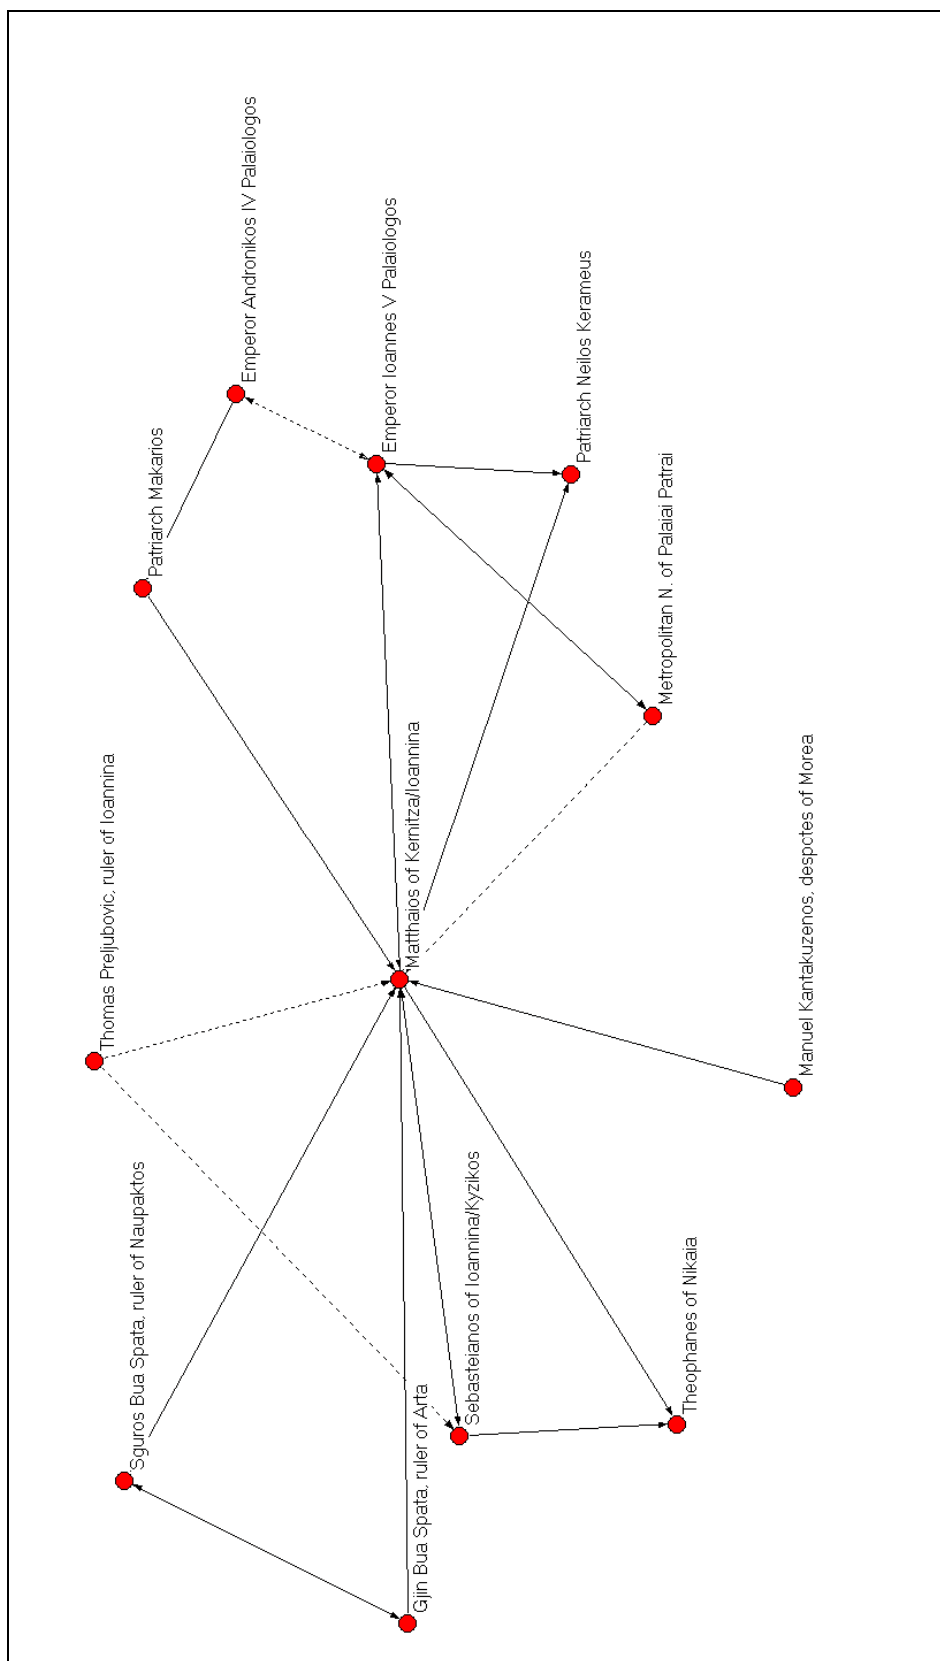 Emperor Andronikos IV Palaiologos
Emperor Ioannes V Palaiologos
Patriarch Neilos Kerameus
Patriarch Makarios
Metropolitan N. of Palaiai Patrai
Matthaios of Kernitza/Ioannina
Thomas Preljubovic, ruler of Ioannina
Manuel Kantakuzenos, despotes of Morea
Sguros Bua Spata, ruler of Naupaktos
Sebasteianos of Ioannina/Kyzikos
Theophanes of Nikaia
Gjin Bua Spata, ruler of Arta